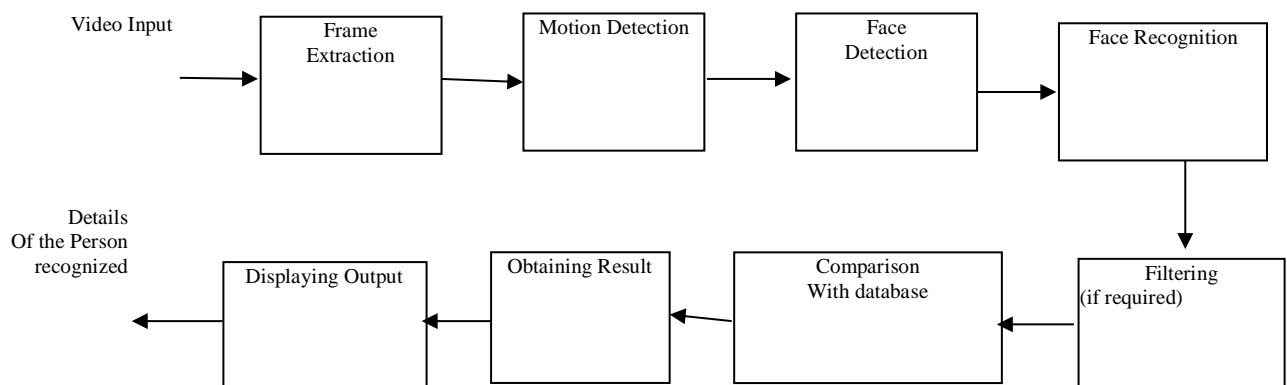 Video Input
Frame
Extraction
Motion Detection
Face
Detection
Face Recognition
Details
Of the Person
recognized
Displaying Output
Obtaining Result
Comparison
With database
Filtering
(if required)